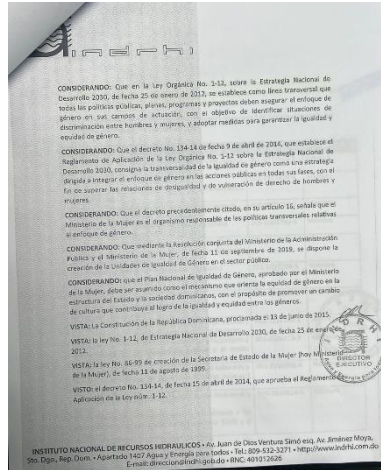 indrhi
CONSIDERANDO: Que en la Ley Orgánica No. 1-12, sobre la Estrategia Nacional de
Desarrollo 2030, de fecha 25 de enero de 2012, se establece como línea transversal que
todas las políticas públicas, planes, programas y proyectos deben asegurar el enfoque de
género en sus campos de actuación, con el objetivo de identificar situaciones de
discriminación entre hombres y mujeres, y adoptar medidas para garantizar la igualdad y
equidad de género.
CONSIDERANDO: Que el decreto No. 134-14 de fecha 9 de abril de 2014, que establece el
Reglamento de Aplicación de la Ley Orgánica No. 1-12 sobre la Estrategia Nacional de
Desarrollo 2030, consigna la transversalidad de la igualdad de género como una estrategia
dirigida a integrar el enfoque de género en las acciones públicas en todas sus fases, con el
fin de superar las relaciones de desigualdad y de vulneración de derecho de hombres y
mujeres.
CONSIDERANDO: Que el decreto precedentemente citado, en su artículo 16, señala que el
Ministerio de la Mujer es el organismo responsable de las políticas transversales relativas
al enfoque de género.
CONSIDERANDO: Que mediante la Resolución conjunta del Ministerio de la Administración
Pública y el Ministerio de la Mujer, de fecha 11 de septiembre de 2019, se dispone la
creación de la Unidades de Igualdad de Género en el sector público.
CONSIDERANDO: que el Plan Nacional de Igualdad de Género, aprobado por el Ministerio
de la Mujer, debe ser asumido como el mecanismo que orienta la equidad de género en la
estructura del Estado y la sociedad dominicana, con el propósito de promover un cambio
de cultura que contribuya al logro de la igualdad y equidad entre los géneros.
VISTA: La Constitución de la República Dominicana, proclamada el 13 de junio de 2015.
VISTA: la ley No. 1-12, de Estrategia Nacional de Desarrollo 2030, de fecha 25 de enero
2012.
VISTA: la ley No. 86-99 de creación de la Secretaría de Estado de la Mujer (hoy Ministerio
de la Mujer), de fecha 11 de agosto de 1999.
VISTO: el decreto No. 134-14, de fecha 15 de abril de 2014, que aprueba el Reglamento
Aplicación de la Ley núm. 1-12.
INDRHI
DIRECTOR
EJECUTIVO
INSTITUTO NACIONAL DE RECURSOS HIDRAULICOS • Av. Juan de Dios Ventura Simó esq. Av. Jiménez Moya,
Sto. Dgo., Rep. Dom. • Apartado 1407 Agua y Energía para todos • Tel.: 809-532-3271 • http://www.indrhi.com.do
E-mail: direccion@indrhi.gob.do • RNC: 401012626